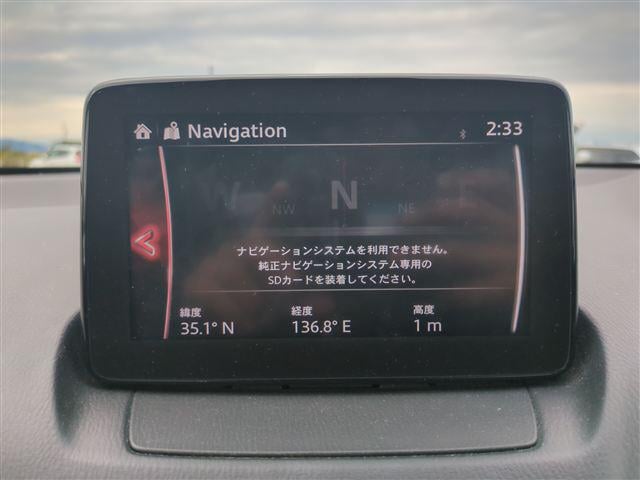 Navigation
2:33
W
NW
N
NE
E
ナビゲーションシステムを利用できません。
純正ナビゲーションシステム専用の
SDカードを装着してください。
緯度 経度 高度
35.1° N 136.8° E 1 m